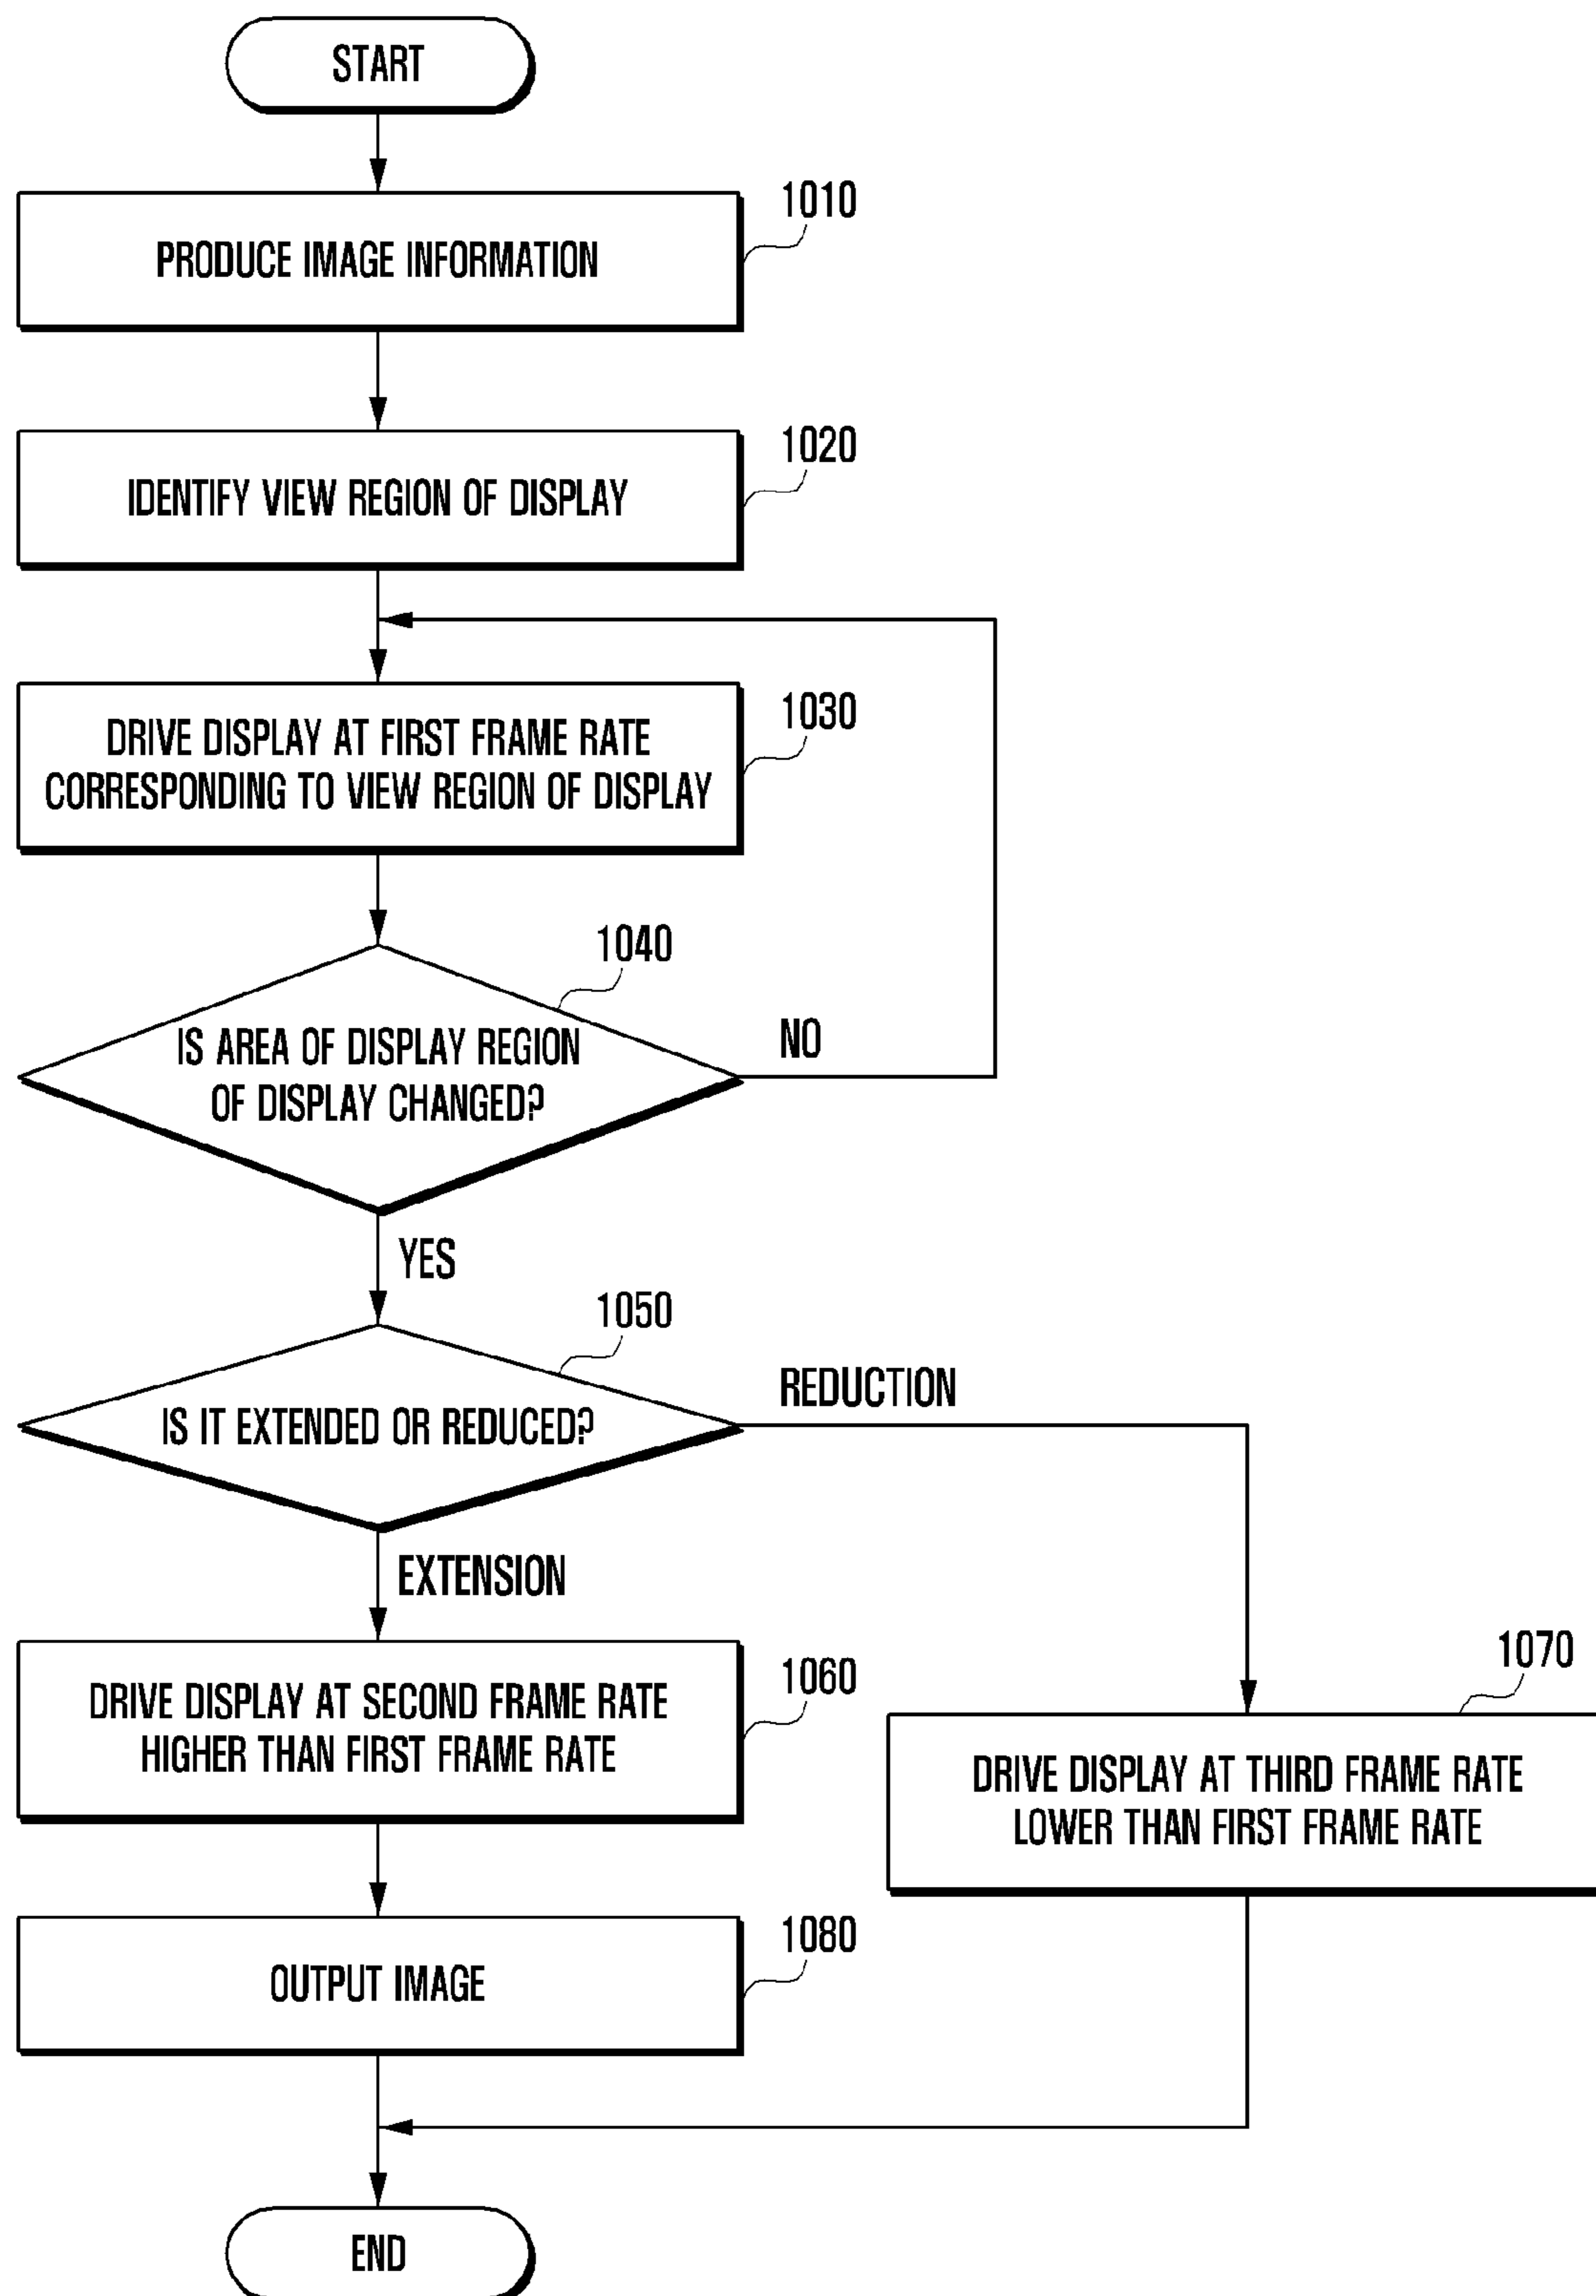 START
1010
PRODUCE IMAGE INFORMATION
1020
IDENTIFY VIEW REGION OF DISPLAY
1030
DRIVE DISPLAY AT FIRST FRAME RATE
CORRESPONDING TO VIEW REGION OF DISPLAY
1040
IS AREA OF DISPLAY REGION
OF DISPLAY CHANGED?
NO
YES
1050
IS IT EXTENDED OR REDUCED?
REDUCTION
EXTENSION
1060
DRIVE DISPLAY AT SECOND FRAME RATE
HIGHER THAN FIRST FRAME RATE
1070
DRIVE DISPLAY AT THIRD FRAME RATE
LOWER THAN FIRST FRAME RATE
1080
OUTPUT IMAGE
END